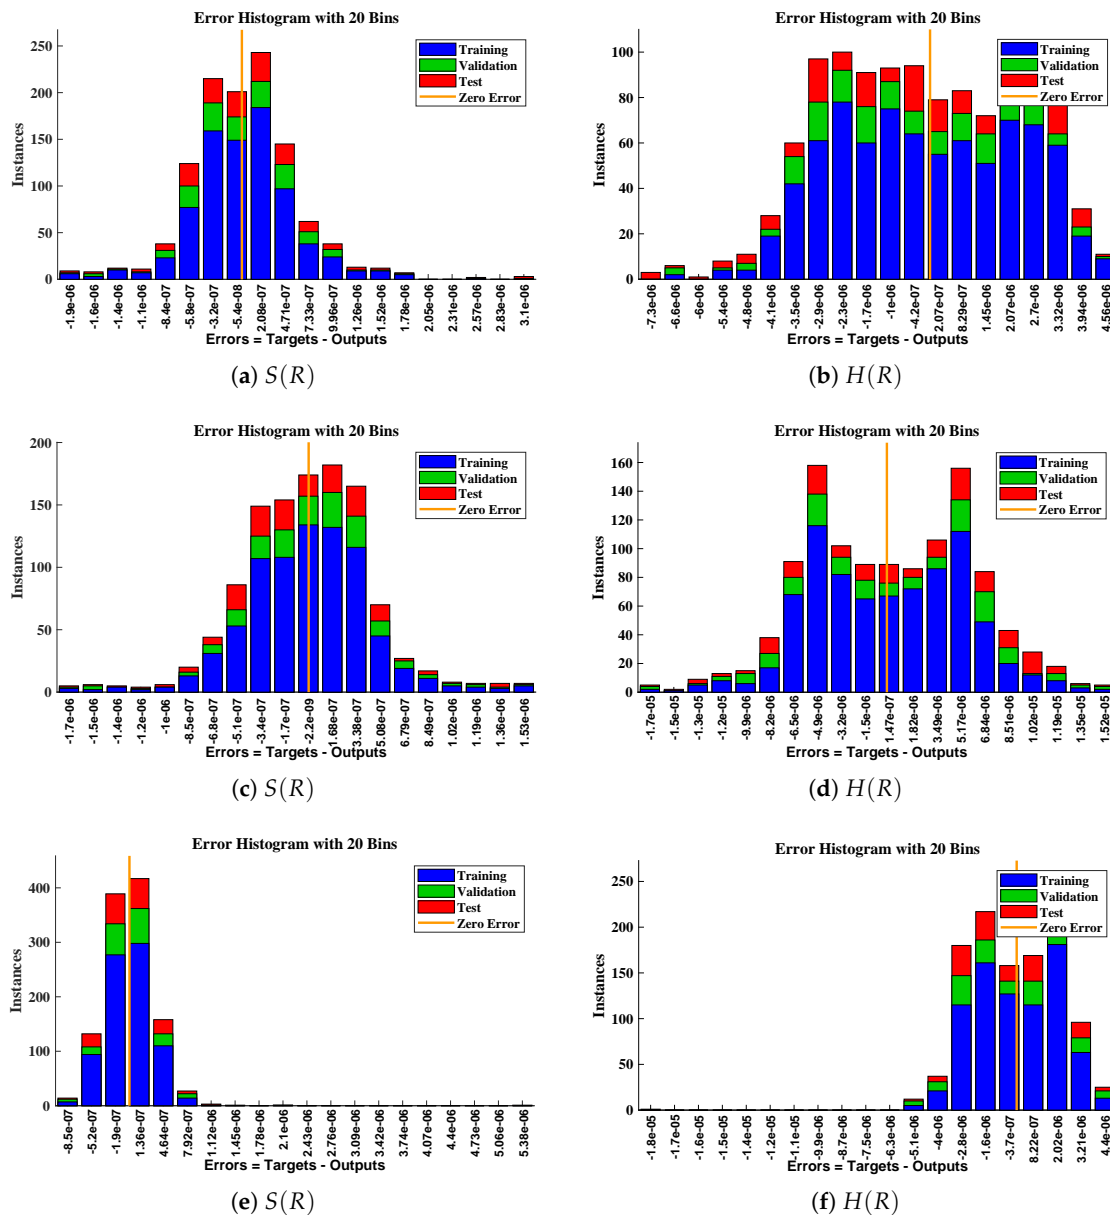 Error Histogram with 20 Bins
Training
Validation
Test
Zero Error
Instances
250
200
150
100
50
0
-1.9e-06
-1.6e-06
-1.4e-06
-1.1e-06
-8.4e-07
-5.8e-07
-3.2e-07
-5.4e-08
2.08e-07
4.71e-07
7.33e-07
9.96e-07
1.26e-06
1.52e-06
1.78e-06
2.05e-06
2.31e-06
2.57e-06
2.83e-06
3.1e-06
Errors = Targets - Outputs
(a) S(R)
Error Histogram with 20 Bins
Training
Validation
Test
Zero Error
Instances
100
80
60
40
20
0
-7.3e-06
-6.6e-06
-6e-06
-5.4e-06
-4.8e-06
-4.1e-06
-3.5e-06
-2.9e-06
-2.3e-06
-1.7e-06
-1e-06
-4.2e-07
2.07e-07
8.29e-07
1.45e-06
2.07e-06
2.7e-06
3.32e-06
3.94e-06
4.56e-06
Errors = Targets - Outputs
(b) H(R)
Error Histogram with 20 Bins
Training
Validation
Test
Zero Error
Instances
200
150
100
50
0
-1.7e-06
-1.5e-06
-1.4e-06
-1.2e-06
-1e-06
-8.5e-07
-6.8e-07
-5.1e-07
-3.4e-07
-1.7e-07
-2.2e-09
1.68e-07
3.38e-07
5.08e-07
6.79e-07
8.49e-07
1.02e-06
1.19e-06
1.36e-06
1.53e-06
Errors = Targets - Outputs
(c) S(R)
Error Histogram with 20 Bins
Training
Validation
Test
Zero Error
Instances
160
140
120
100
80
60
40
20
0
-1.7e-05
-1.5e-05
-1.3e-05
-1.2e-05
-9.9e-06
-8.2e-06
-6.5e-06
-4.9e-06
-3.2e-06
-1.5e-06
1.47e-07
1.82e-06
3.49e-06
5.17e-06
6.84e-06
8.51e-06
1.02e-05
1.19e-05
1.35e-05
1.52e-05
Errors = Targets - Outputs
(d) H(R)
Error Histogram with 20 Bins
Training
Validation
Test
Zero Error
Instances
400
300
200
100
0
-8.5e-07
-5.2e-07
-1.9e-07
1.36e-07
4.64e-07
7.92e-07
1.12e-06
1.45e-06
1.78e-06
2.1e-06
2.43e-06
2.76e-06
3.09e-06
3.42e-06
3.74e-06
4.07e-06
4.4e-06
4.73e-06
5.06e-06
5.38e-06
Errors = Targets - Outputs
(e) S(R)
Error Histogram with 20 Bins
Training
Validation
Test
Zero Error
Instances
250
200
150
100
50
0
-1.8e-05
-1.7e-05
-1.6e-05
-1.4e-05
-1.2e-05
-1.1e-05
-9.9e-06
-8.7e-06
-7.5e-06
-6.3e-06
-5.1e-06
-4e-06
-2.8e-06
-1.6e-06
-3.7e-07
8.22e-07
2.02e-06
3.21e-06
4.4e-06
Errors = Targets - Outputs
(f) H(R)